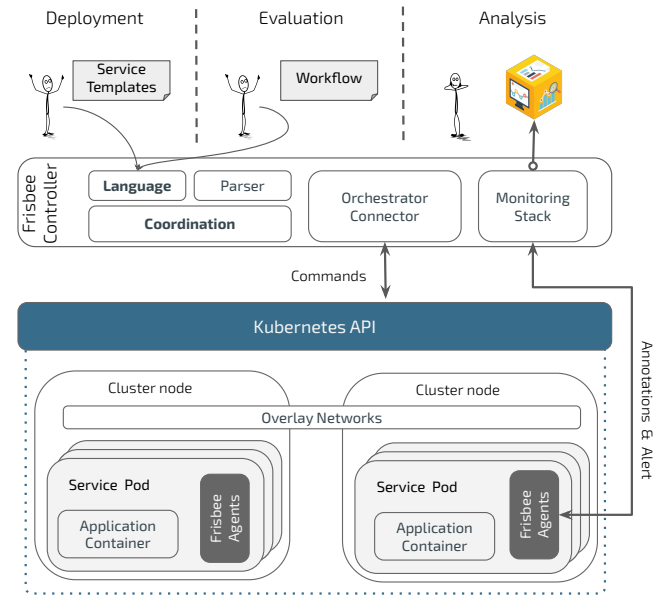 Deployment
Evaluation
Analysis
Service
Templates
Workflow
Frisbee
Controller
Language
Parser
Coordination
Orchestrator
Connector
Monitoring
Stack
Commands
Kubernetes API
Annotations & Alert
Cluster node
Cluster node
Overlay Networks
Service Pod
Frisbee
Agents
Application
Container
Service Pod
Frisbee
Agents
Application
Container